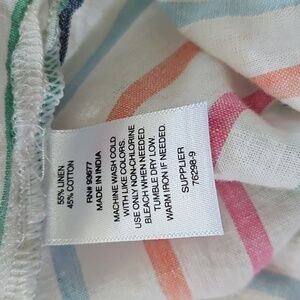 55% LINEN
45% COTTON
RN# 93677
MADE IN INDIA
MACHINE WASH COLD
WITH LIKE COLORS.
USE ONLY NON-CHLORINE
BLEACH WHEN NEEDED.
TUMBLE DRY LOW.
WARM IRON IF NEEDED.
SUPPLIER
76298-9